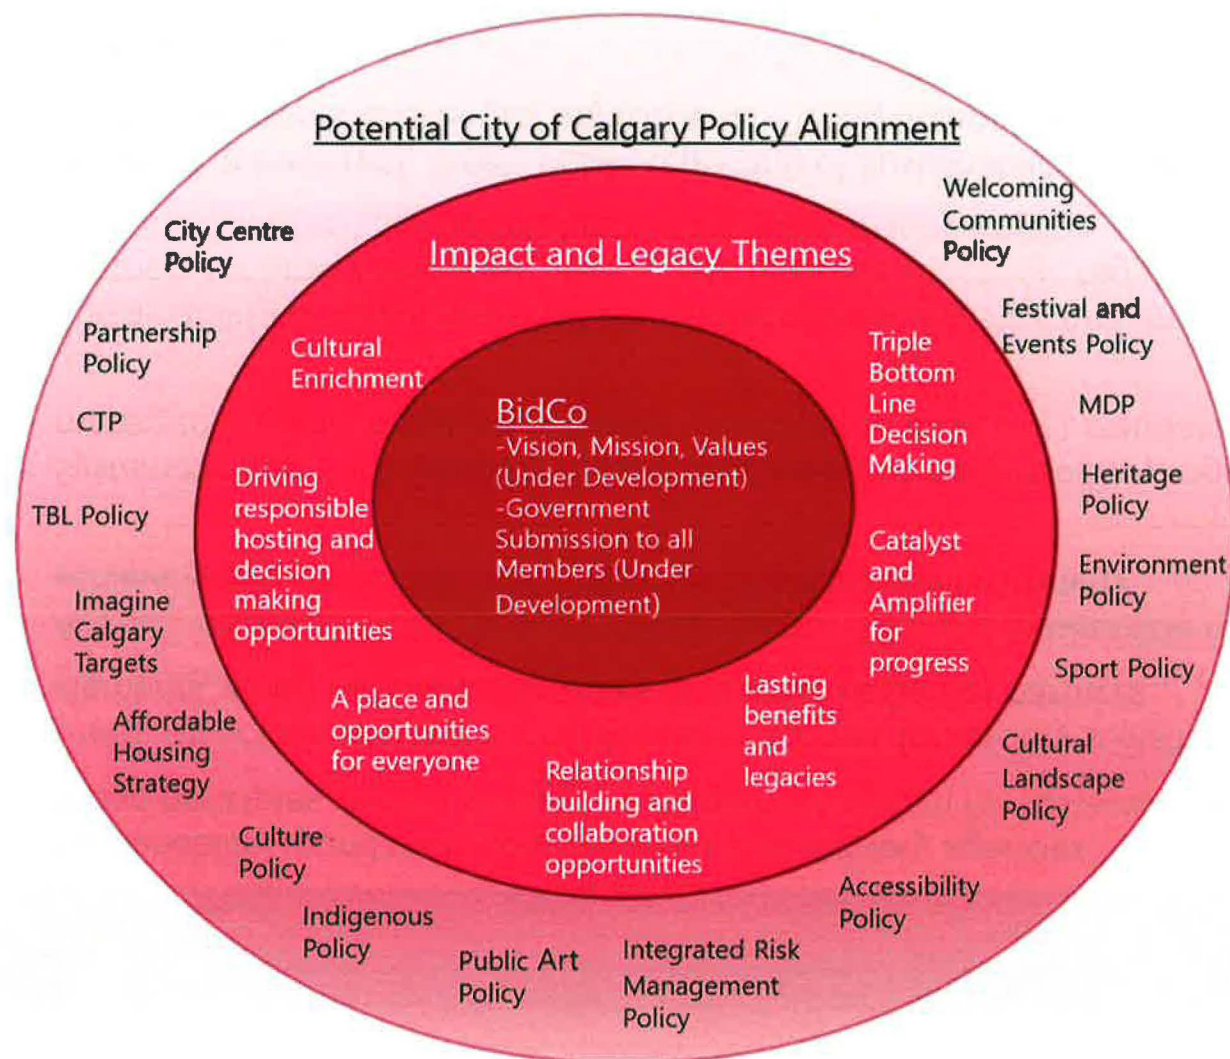 Potential City of Calgary Policy Alignment
City Centre
Policy
Partnership
Policy
CTP
TBL Policy
Imagine
Calgary
Targets
Affordable
Housing
Strategy
Culture
Policy
Indigenous
Policy
Public Art
Policy
Integrated Risk
Management
Policy
Accessibility
Policy
Cultural
Landscape
Policy
Sport Policy
Environment
Policy
Heritage
Policy
MDP
Festival and
Events Policy
Welcoming
Communities
Policy
Impact and Legacy Themes
Cultural
Enrichment
Driving
responsible
hosting and
decision
making
opportunities
A place and
opportunities
for everyone
Relationship
building and
collaboration
opportunities
Lasting
benefits
and
legacies
Catalyst
and
Amplifier
for
progress
Triple
Bottom
Line
Decision
Making
BidCo
-Vision, Mission, Values
(Under Development)
-Government
Submission to all
Members (Under
Development)